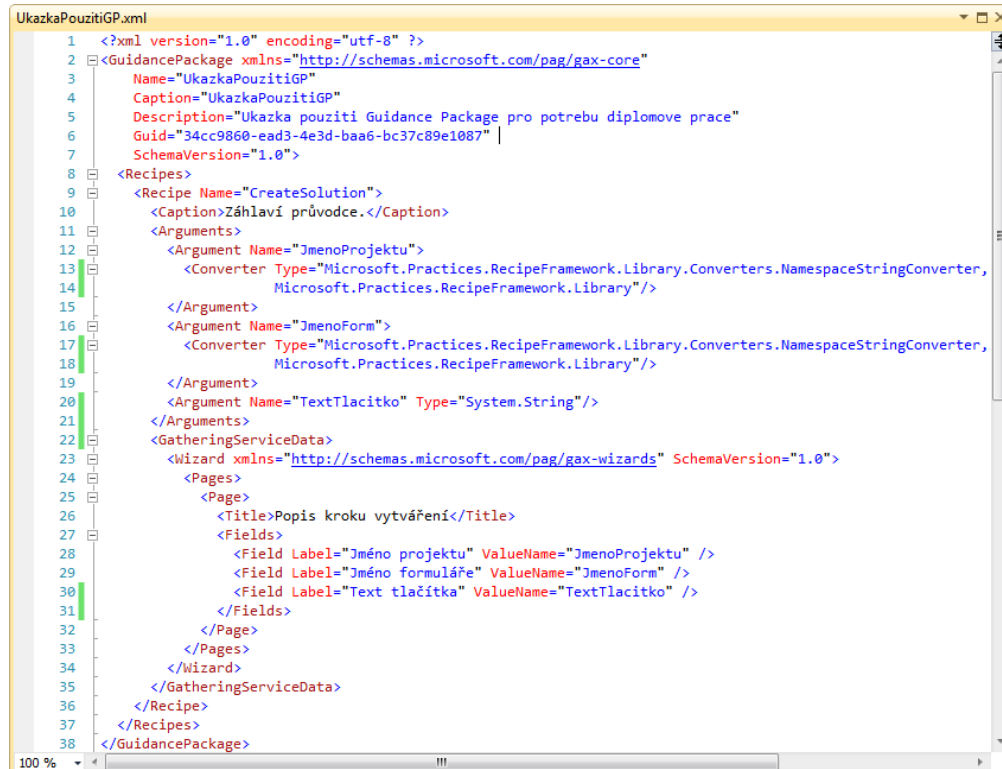 UkazkaPouzitiGP.xml
1 <?xml version="1.0" encoding="utf-8" ?>
2 <GuidancePackage xmlns="http://schemas.microsoft.com/pag/gax-core"
3 Name="UkazkaPouzitiGP"
4 Caption="UkazkaPouzitiGP"
5 Description="Ukazka pouziti Guidance Package pro potrebu diplomove prace"
6 Guid="34cc9860-ead3-4e3d-baa6-bc37c89e1087"
7 SchemaVersion="1.0">
8 <Recipes>
9 <Recipe Name="CreateSolution">
10 <Caption>Záhlaví průvodce.</Caption>
11 <Arguments>
12 <Argument Name="JmenoProjektu">
13 <Converter Type="Microsoft.Practices.RecipeFramework.Library.Converters.NamespaceStringConverter,
14 Microsoft.Practices.RecipeFramework.Library"/>
15 </Argument>
16 <Argument Name="JmenoForm">
17 <Converter Type="Microsoft.Practices.RecipeFramework.Library.Converters.NamespaceStringConverter,
18 Microsoft.Practices.RecipeFramework.Library"/>
19 </Argument>
20 <Argument Name="TextTlacitko" Type="System.String"/>
21 </Arguments>
22 <GatheringServiceData>
23 <Wizard xmlns="http://schemas.microsoft.com/pag/gax-wizards" SchemaVersion="1.0">
24 <Pages>
25 <Page>
26 <Title>Popis kroku vytváření</Title>
27 <Fields>
28 <Field Label="Jméno projektu" ValueName="JmenoProjektu" />
29 <Field Label="Jméno formuláře" ValueName="JmenoForm" />
30 <Field Label="Text tlačítka" ValueName="TextTlacitko" />
31 </Fields>
32 </Page>
33 </Pages>
34 </Wizard>
35 </GatheringServiceData>
36 </Recipe>
37 </Recipes>
38 </GuidancePackage>
100 %